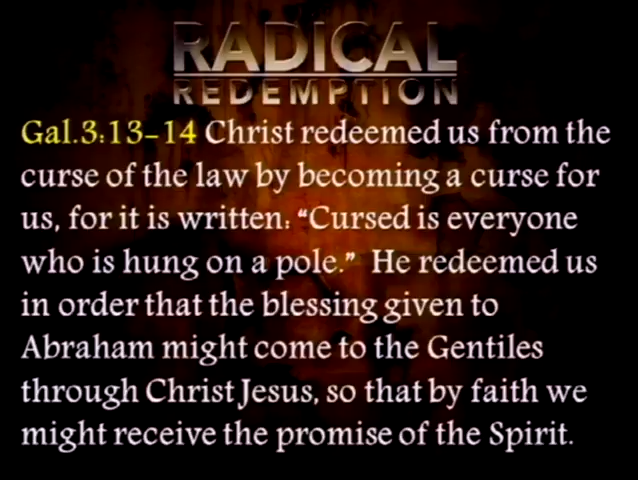 RADICAL
REDEMPTION
Gal.3:13-14 Christ redeemed us from the
curse of the law by becoming a curse for
us, for it is written: “Cursed is everyone
who is hung on a pole.” He redeemed us
in order that the blessing given to
Abraham might come to the Gentiles
through Christ Jesus, so that by faith we
might receive the promise of the Spirit.